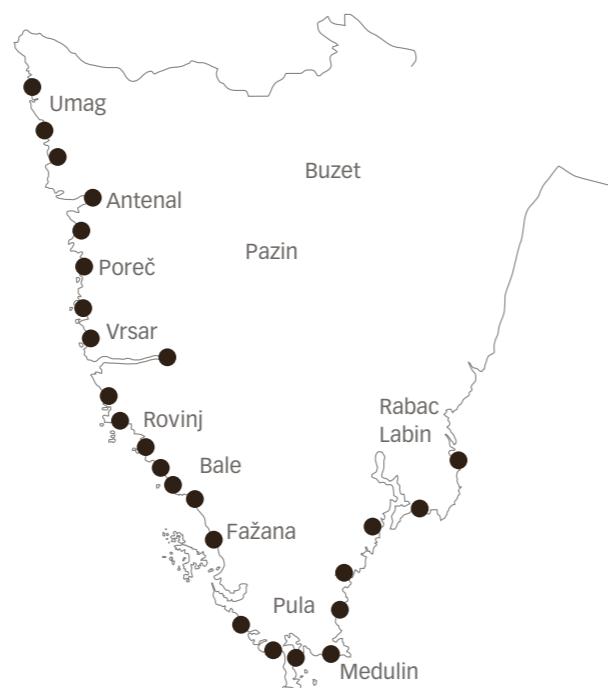 Umag
Buzet
Antenal
Pazin
Poreč
Vrsar
Rabac
Labin
Rovinj
Bale
Fažana
Pula
Medulin